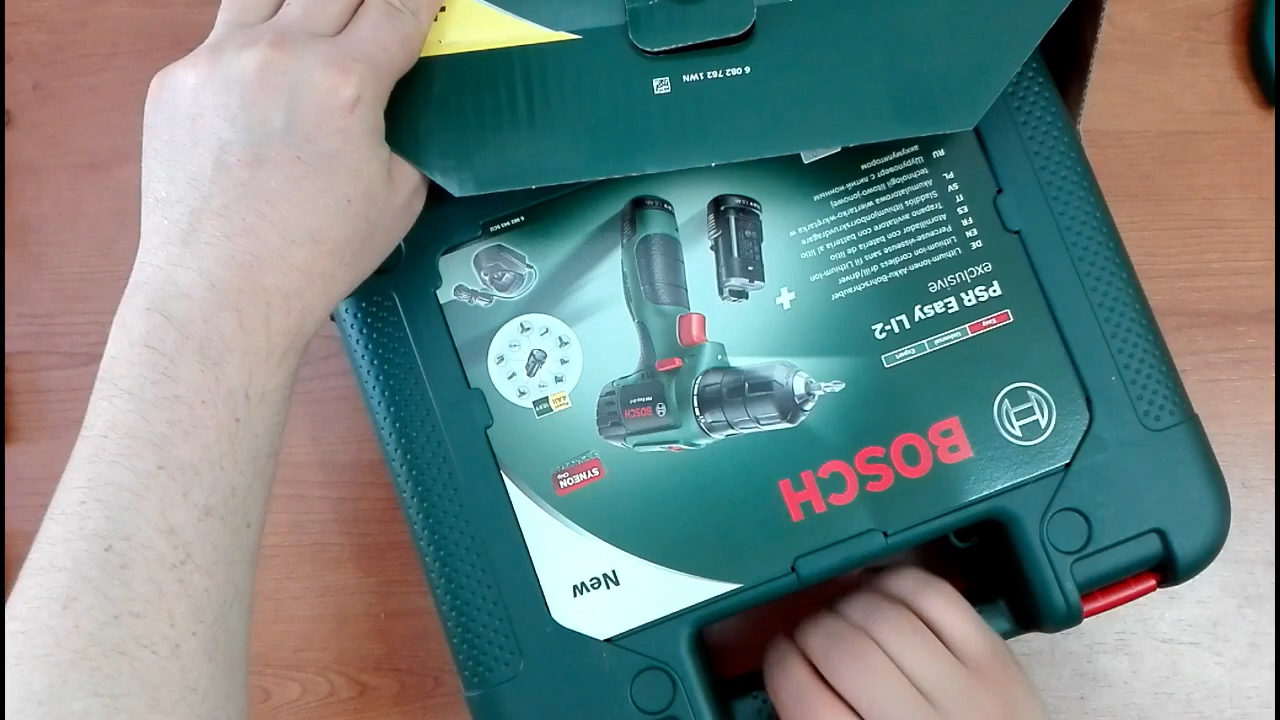 BOSCH
Easy Universal Expert
PSR Easy LI-2
exclusive
DE Lithium-Ionen-Akku-Bohrschrauber
EN Lithium-ion cordless drill/driver
FR Perceuse-visseuse sans fil Lithium-ion
ES Atornillador con batería de litio
IT Trapano avvitatore con batteria al litio
SV Sladdlös lithiumjonborrskruvdragare
PL Akumulatorowa wiertarko-wkrętarka w
technologii litowo-jonowej
RU Шуруповерт с литий-ионным
аккумулятором
New
SYNEON
Chip
BOSCH
6 082 762 1WN